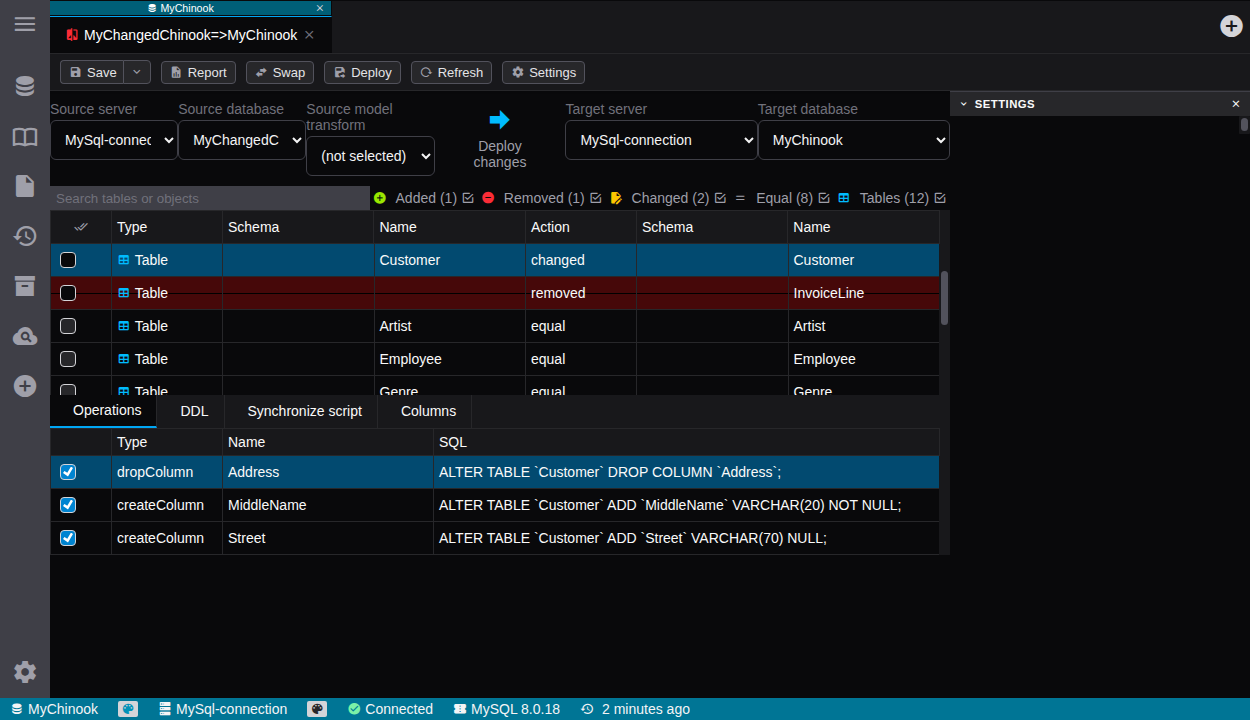 MyChinook
MyChangedChinook=>MyChinook
Save Report Swap Deploy Refresh Settings
Source server Source database Source model transform Target server Target database
MySql-connec MyChangedC (not selected) Deploy changes MySql-connection MyChinook
SETTINGS
Search tables or objects Added (1) Removed (1) Changed (2) Equal (8) Tables (12)
Type Schema Name Action Schema Name
Table Customer changed Customer
Table removed InvoiceLine
Table Artist equal Artist
Table Employee equal Employee
Table Genre equal Genre
Operations DDL Synchronize script Columns
Type Name SQL
dropColumn Address ALTER TABLE `Customer` DROP COLUMN `Address`;
createColumn MiddleName ALTER TABLE `Customer` ADD `MiddleName` VARCHAR(20) NOT NULL;
createColumn Street ALTER TABLE `Customer` ADD `Street` VARCHAR(70) NULL;
MyChinook MySql-connection Connected MySQL 8.0.18 2 minutes ago